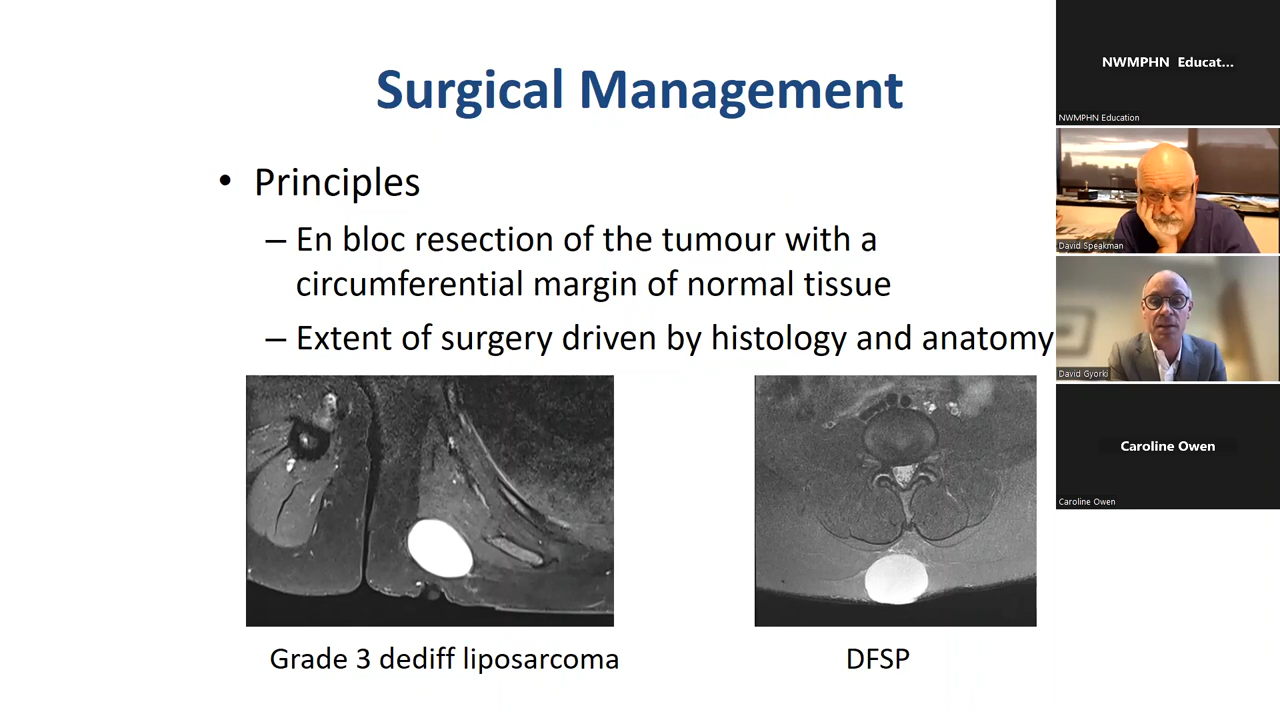 Surgical Management
• Principles
– En bloc resection of the tumour with a
circumferential margin of normal tissue
– Extent of surgery driven by histology and anatomy
Grade 3 dediff liposarcoma
DFSP
NWMPHN Educat...
NWMPHN Education
David Speakman
David Gyorki
Caroline Owen
Caroline Owen